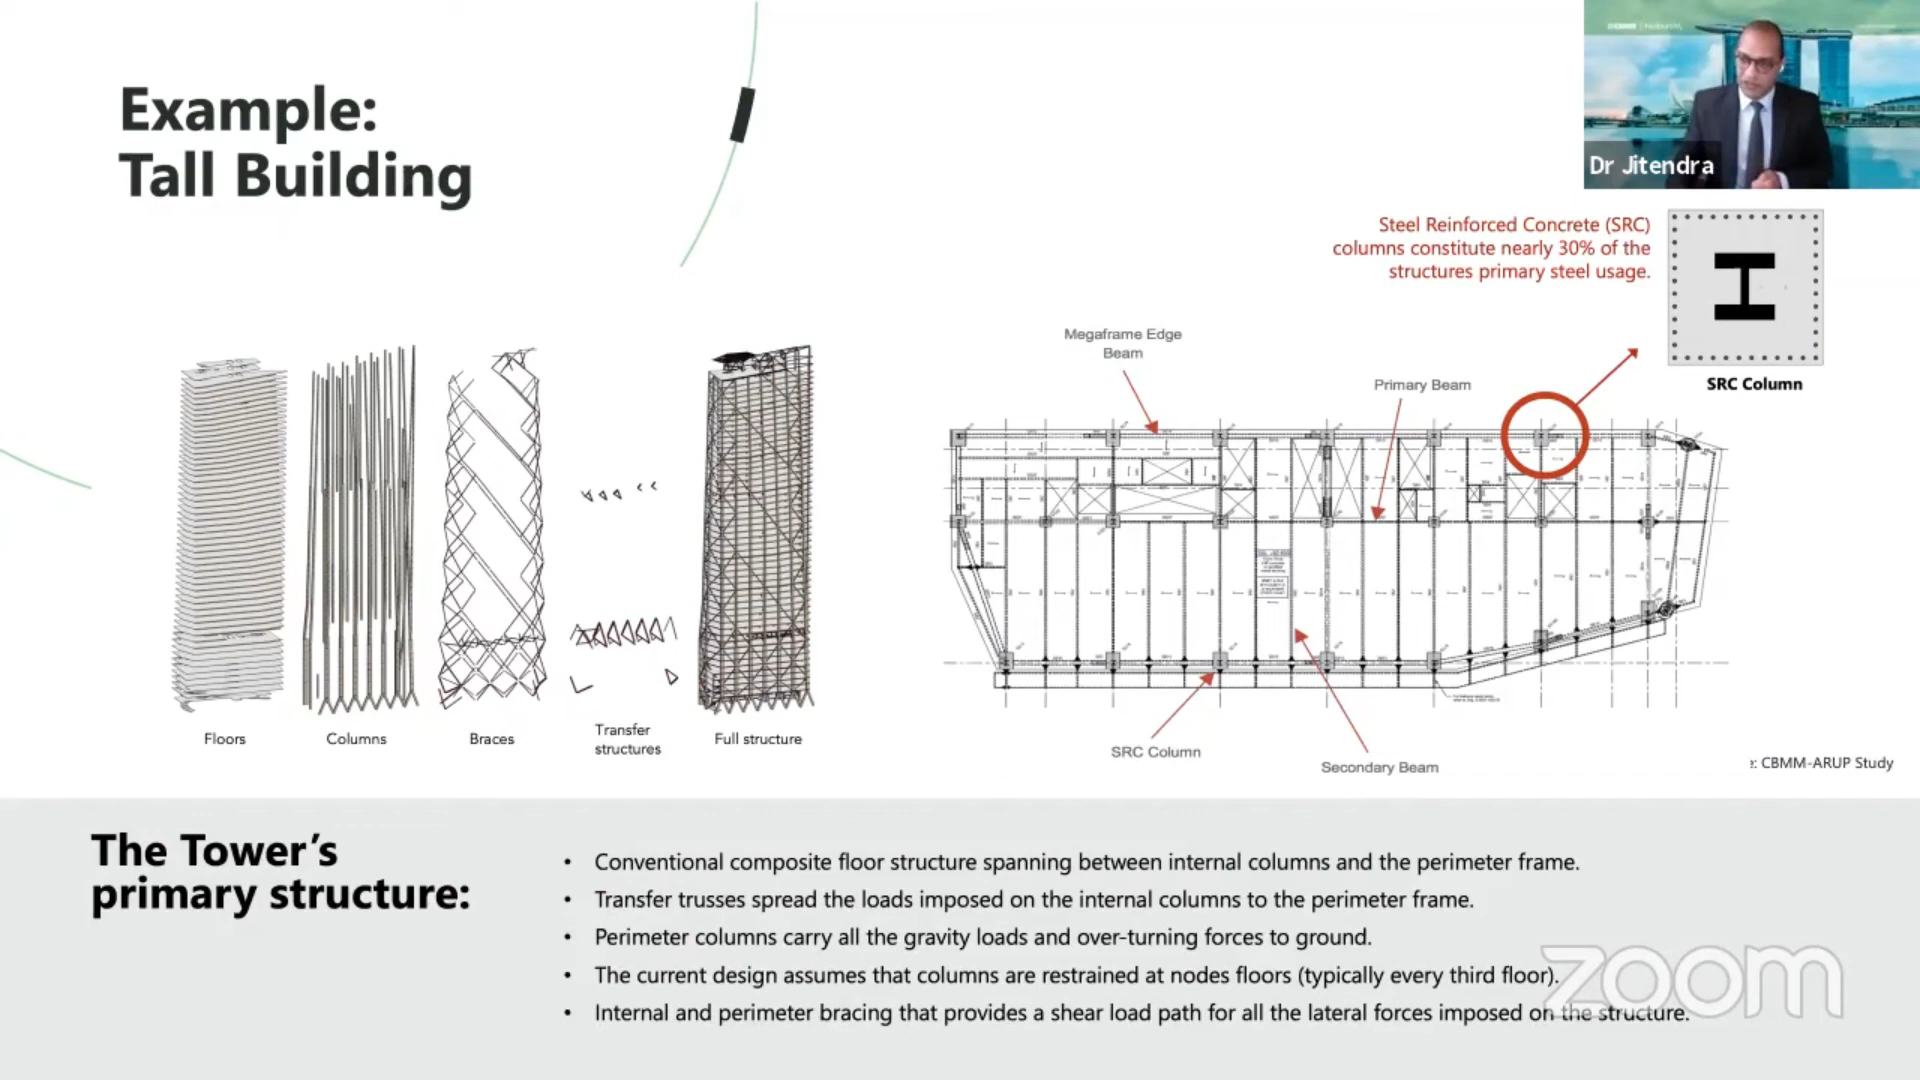 Example:
Tall Building
Dr Jitendra
Steel Reinforced Concrete (SRC)
columns constitute nearly 30% of the
structures primary steel usage.
SRC Column
Megaframe Edge
Beam
Primary Beam
SRC Column
Secondary Beam
Floors
Columns
Braces
Transfer
structures
Full structure
: CBMM-ARUP Study
The Tower’s
primary structure:
• Conventional composite floor structure spanning between internal columns and the perimeter frame.
• Transfer trusses spread the loads imposed on the internal columns to the perimeter frame.
• Perimeter columns carry all the gravity loads and over-turning forces to ground.
• The current design assumes that columns are restrained at nodes floors (typically every third floor).
• Internal and perimeter bracing that provides a shear load path for all the lateral forces imposed on the structure.
zoom